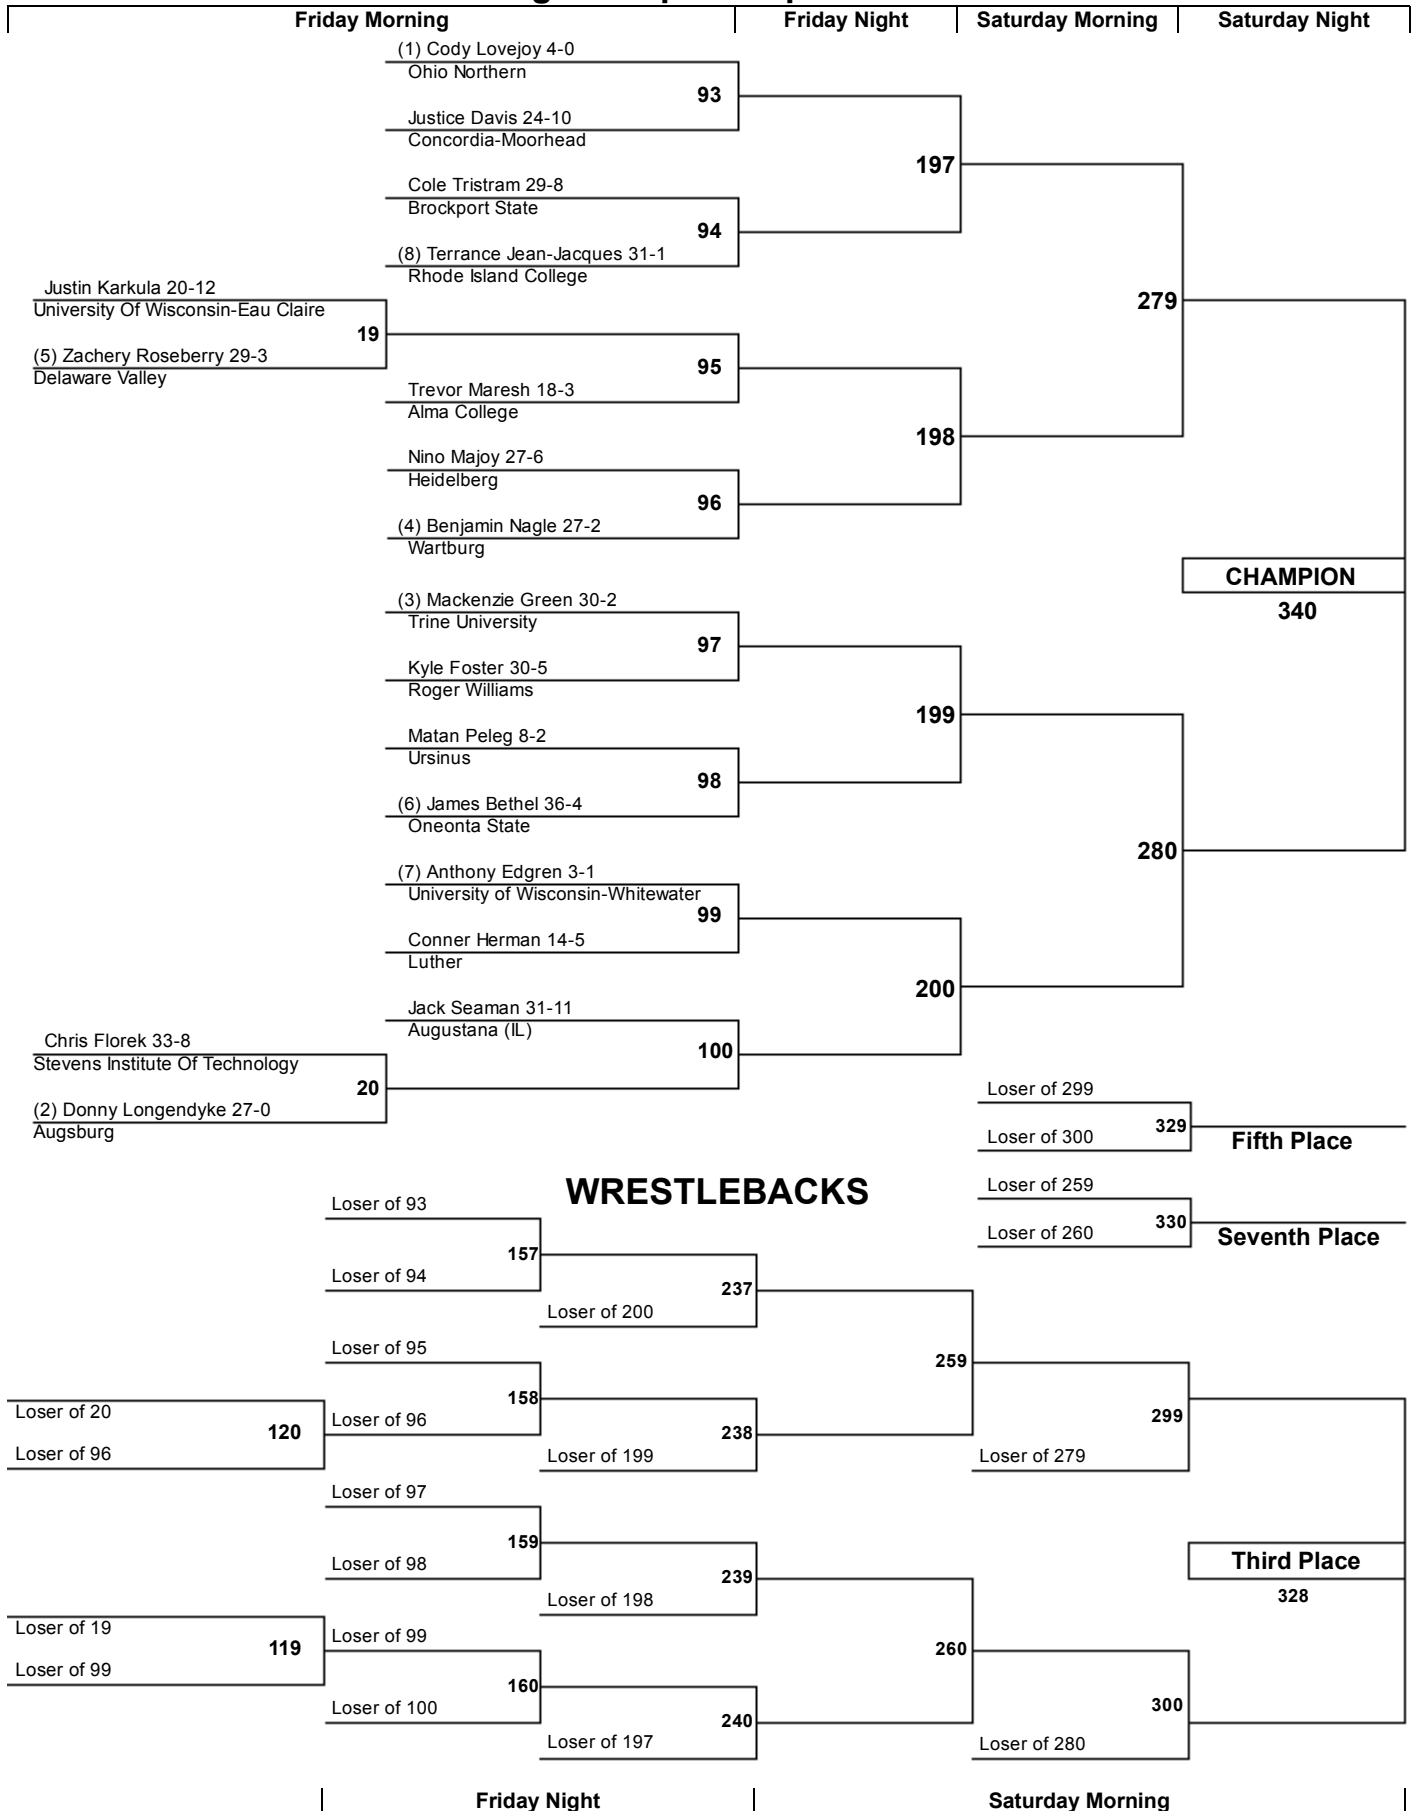 Friday Morning
Friday Night
Saturday Morning
Saturday Night
(1) Cody Lovejoy 4-0
Ohio Northern
93
Justice Davis 24-10
Concordia-Moorhead
197
Cole Tristram 29-8
Brockport State
94
(8) Terrance Jean-Jacques 31-1
Rhode Island College
279
Justin Karkula 20-12
University Of Wisconsin-Eau Claire
19
(5) Zachery Roseberry 29-3
Delaware Valley
95
Trevor Maresh 18-3
Alma College
198
Nino Majoy 27-6
Heidelberg
96
(4) Benjamin Nagle 27-2
Wartburg
CHAMPION
340
(3) Mackenzie Green 30-2
Trine University
97
Kyle Foster 30-5
Roger Williams
199
Matan Peleg 8-2
Ursinus
98
(6) James Bethel 36-4
Oneonta State
280
(7) Anthony Edgren 3-1
University of Wisconsin-Whitewater
99
Conner Herman 14-5
Luther
200
Jack Seaman 31-11
Augustana (IL)
100
Chris Florek 33-8
Stevens Institute Of Technology
20
(2) Donny Longendyke 27-0
Augsburg
Loser of 299
329
Loser of 300
Fifth Place
Loser of 259
330
Loser of 260
Seventh Place
WRESTLEBACKS
Loser of 93
157
Loser of 94
237
Loser of 200
Loser of 95
259
158
Loser of 20
120
Loser of 96
Loser of 96
238
Loser of 199
299
Loser of 279
Loser of 97
159
Loser of 98
239
Loser of 198
Third Place
328
Loser of 19
119
Loser of 99
Loser of 99
260
160
Loser of 100
240
Loser of 197
300
Loser of 280
Friday Night
Saturday Morning